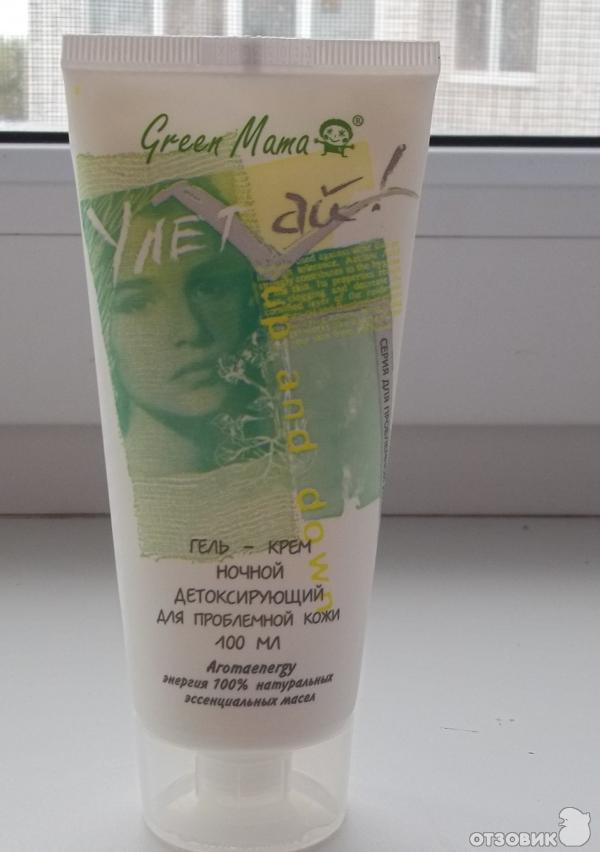 Green Mama®
Улет ай!
up and down
СЕРИЯ ДЛЯ
ГЕЛЬ – КРЕМ
НОЧНОЙ
ДЕТОКСИРУЮЩИЙ
ДЛЯ ПРОБЛЕМНОЙ КОЖИ
100 МЛ
Aromaenergy
энергия 100% натуральных
эссенциальных масел
ОТЗОВИК